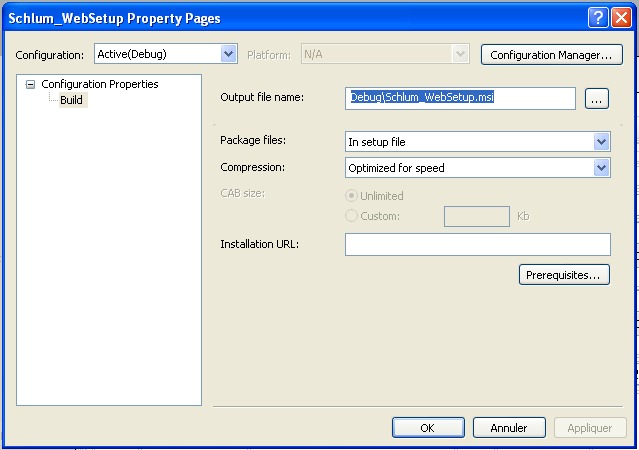 Schlum_WebSetup Property Pages
Configuration: Active(Debug) Platform: N/A Configuration Manager...
Configuration Properties
Build
Output file name: Debug\Schlum_WebSetup.msi ...
Package files: In setup file
Compression: Optimized for speed
CAB size: Unlimited
Custom: Kb
Installation URL:
Prerequisites...
OK Annuler Appliquer